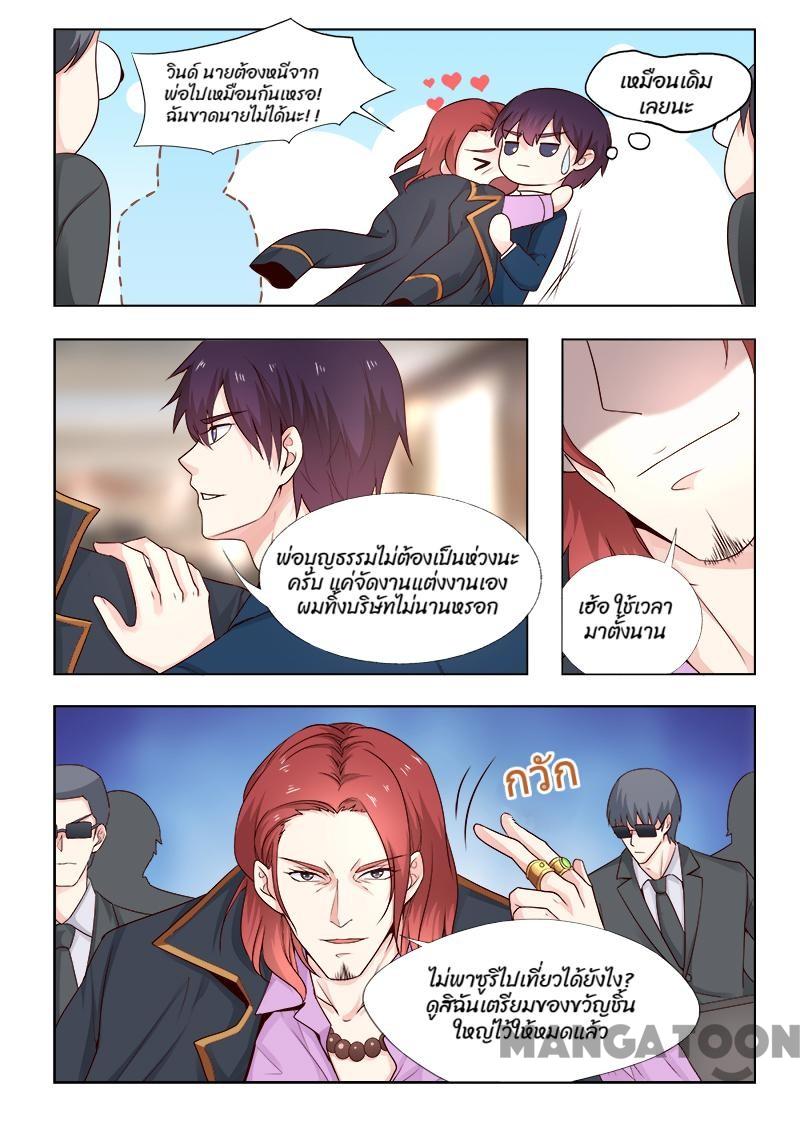 วินด์ นายต้องหนีจาก
พ่อไปเหมือนกันเหรอ!
ฉันขาดนายไม่ได้นะ!!
เหมือนเดิม
เลยนะ
พ่อบุญธรรมไม่ต้องเป็นห่วงนะ
ครับ แค่จัดงานแต่งงานเอง
ผมทิ้งบริษัทไม่นานหรอก
เฮ้อ ใช้เวลา
มาตั้งนาน
กวัก
ไม่พาซูรีไปเที่ยวได้ยังไง?
ดูสิฉันเตรียมของขวัญชิ้น
ใหญ่ไว้ให้หมดแล้ว
MANGATOON